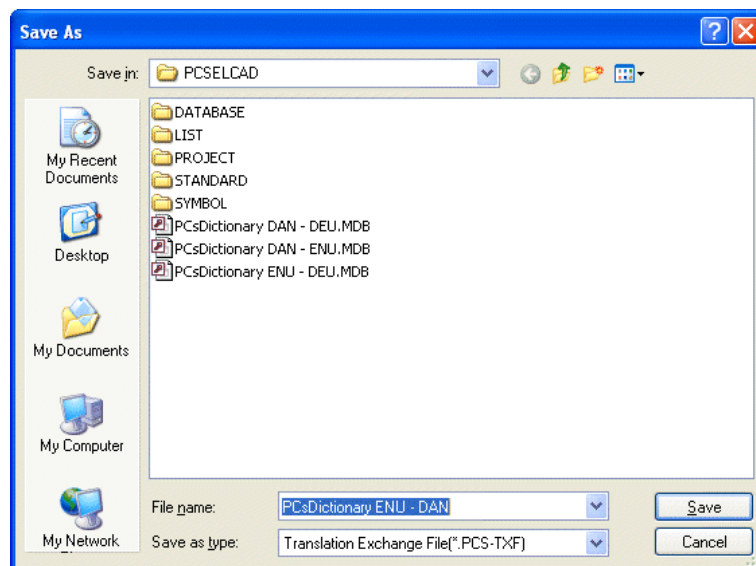 Save As
Save in:
PCSELCAD
My Recent
Documents
Desktop
My Documents
My Computer
My Network
DATABASE
LIST
PROJECT
STANDARD
SYMBOL
PCsDictionary DAN - DEU.MDB
PCsDictionary DAN - ENU.MDB
PCsDictionary ENU - DEU.MDB
File name:
PCsDictionary ENU - DAN
Save
Save as type:
Translation Exchange File(*.PCS-TXF)
Cancel